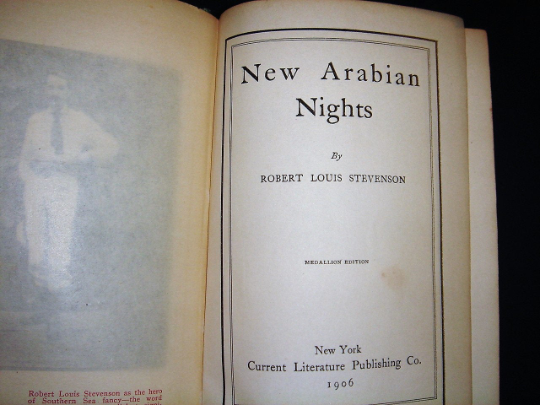 Robert Louis Stevenson as the hero
of Southern Sea fancy—the word
New Arabian
Nights
By
ROBERT LOUIS STEVENSON
MEDALLION EDITION
New York
Current Literature Publishing Co.
1906